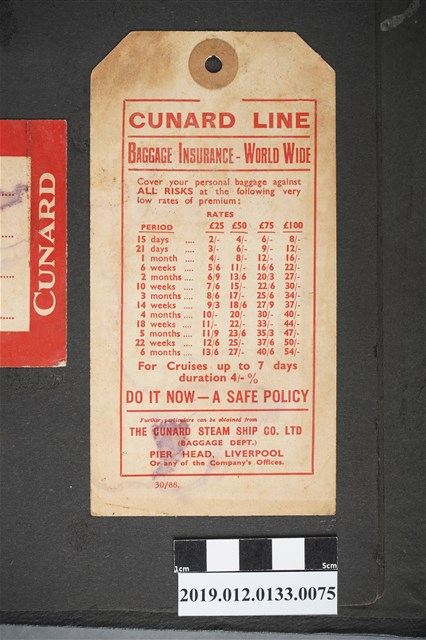 CUNARD LINE
BAGGAGE INSURANCE - WORLD WIDE
Cover your personal baggage against
ALL RISKS at the following very
low rates of premium:
RATES
PERIOD £25 £50 £75 £100
15 days .... 2/- 4/- 6/- 8/-
21 days .... 3/- 6/- 9/- 12/-
1 month .... 4/- 8/- 12/- 16/-
6 weeks .... 5/6 11/- 16/6 22/-
2 months .... 6/9 13/6 20/3 27/-
10 weeks .... 7/6 15/- 22/6 30/-
3 months .... 8/6 17/- 25/6 34/-
14 weeks .... 9/3 18/6 27/9 37/-
4 months .... 10/- 20/- 30/- 40/-
18 weeks .... 11/- 22/- 33/- 44/-
5 months .... 11/9 23/6 35/3 47/-
22 weeks .... 12/6 25/- 37/6 50/-
6 months .... 13/6 27/- 40/6 54/-
For Cruises up to 7 days
duration 4/- %
DO IT NOW — A SAFE POLICY
Further particulars can be obtained from
THE CUNARD STEAM SHIP CO. LTD
(BAGGAGE DEPT.)
PIER HEAD, LIVERPOOL
Or any of the Company's Offices.
30/88.
CUNARD
1cm 5cm
2019.012.0133.0075